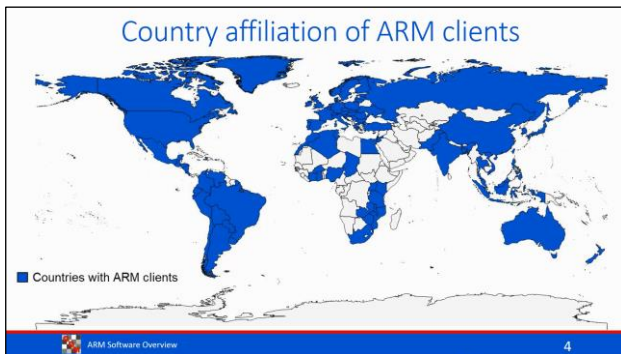 Country affiliation of ARM clients
Countries with ARM clients
ARM Software Overview
4